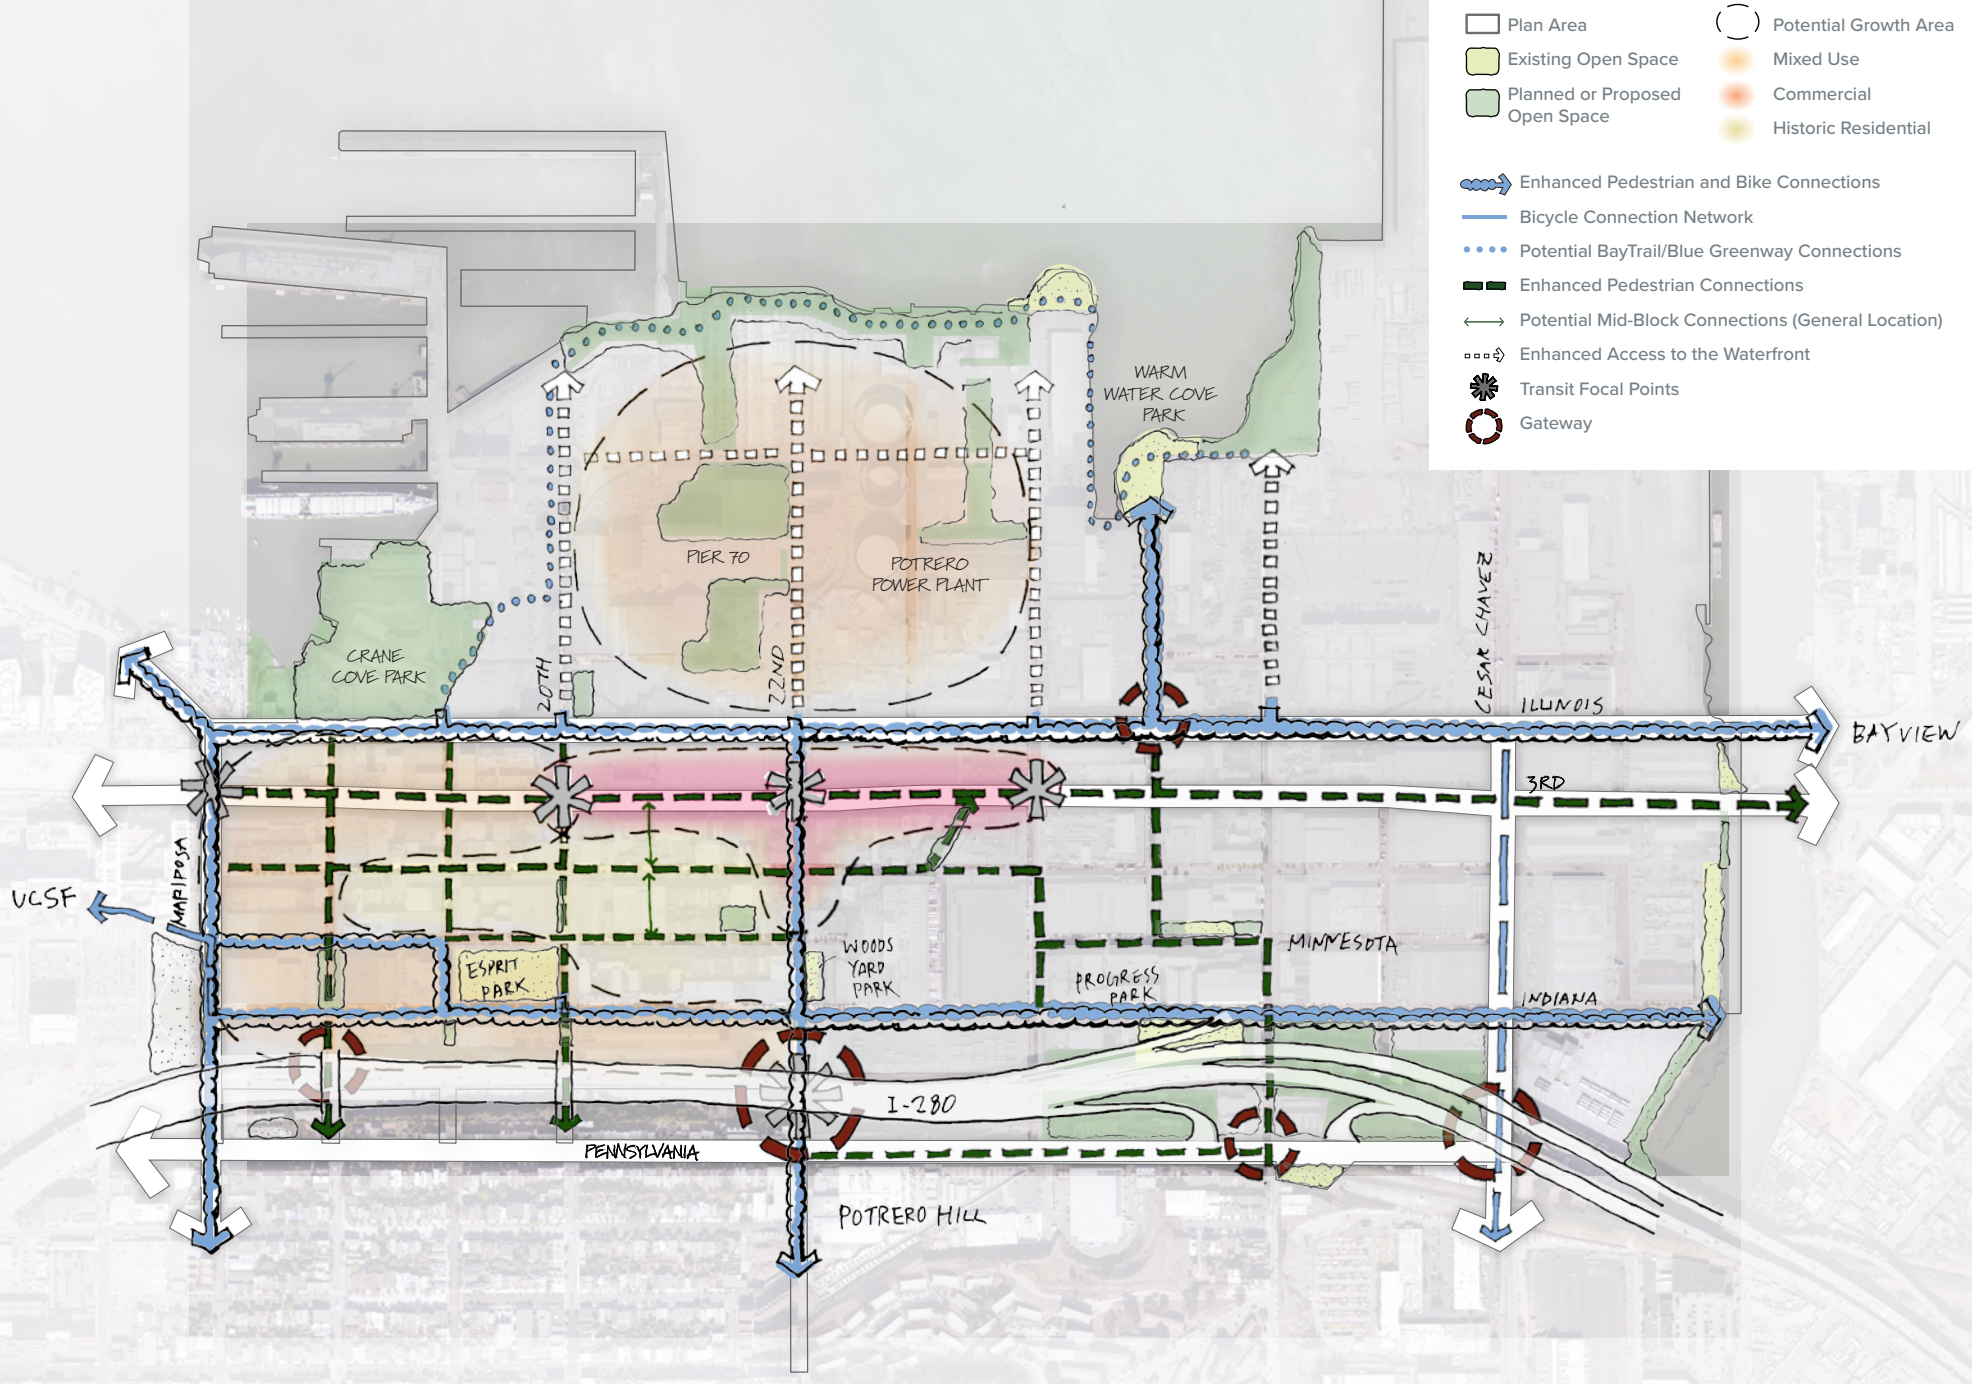 Plan Area
Existing Open Space
Planned or Proposed
Open Space
Potential Growth Area
Mixed Use
Commercial
Historic Residential
Enhanced Pedestrian and Bike Connections
Bicycle Connection Network
Potential BayTrail/Blue Greenway Connections
Enhanced Pedestrian Connections
Potential Mid-Block Connections (General Location)
Enhanced Access to the Waterfront
Transit Focal Points
Gateway
WARM
WATER COVE
PARK
PIER 70
POTRERO
POWER PLANT
CRANE
COVE PARK
20TH
22ND
CESAR CHAVEZ
ILLINOIS
BAYVIEW
3RD
MARIPOSA
UCSF
ESPRIT
PARK
WOODS
YARD
PARK
MINNESOTA
PROGRESS
PARK
INDIANA
I-280
PENNSYLVANIA
POTRERO HILL